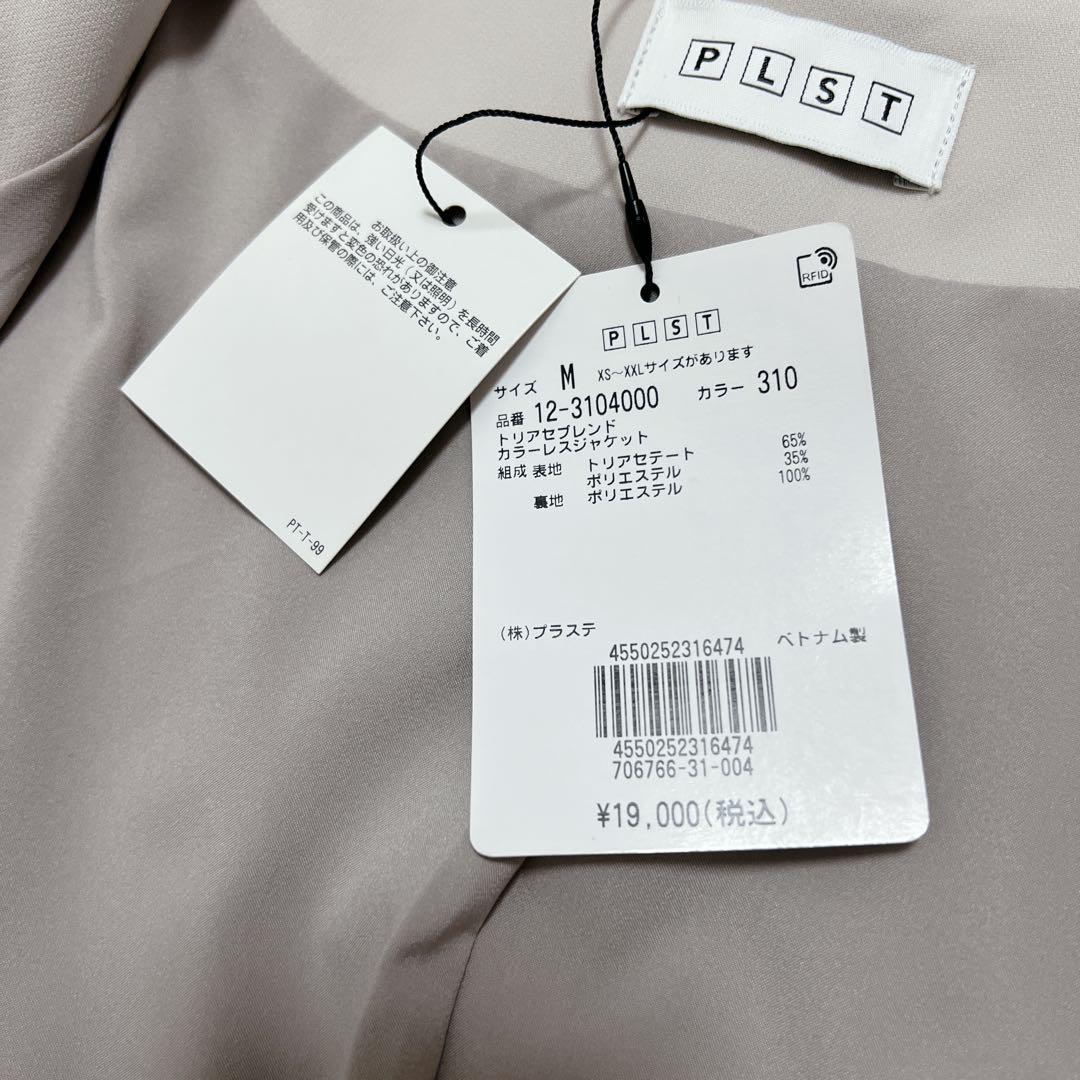 PLST
お取扱い上の御注意
この商品は、強い日光(又は照明)を長時間
受けますと変色の恐れがありますので、ご着
用及び保管の際には、ご注意下さい。
PT-T-99
RFID
PLST
サイズ M XS〜XXLサイズがあります
品番 12-3104000 カラー 310
トリアセブレンド
カラーレスジャケット
組成 表地 トリアセテート 65%
ポリエステル 35%
裏地 ポリエステル 100%
(株)プラステ ベトナム製
4550252316474
4550252316474
706766-31-004
¥19,000(税込)